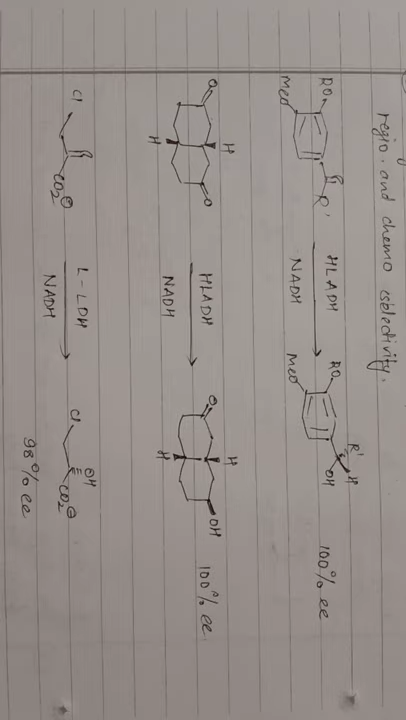 regio. and chemo selectivity.
RO
MeO
O
R'
HLADH
NADH
RO
MeO
R'
H
OH
100% ee
O
H
H
O
HLADH
NADH
O
H
H
OH
100% ee.
Cl
O
CO2⊖
L-LDH
NADH
Cl
OH
CO2⊖
98% ee